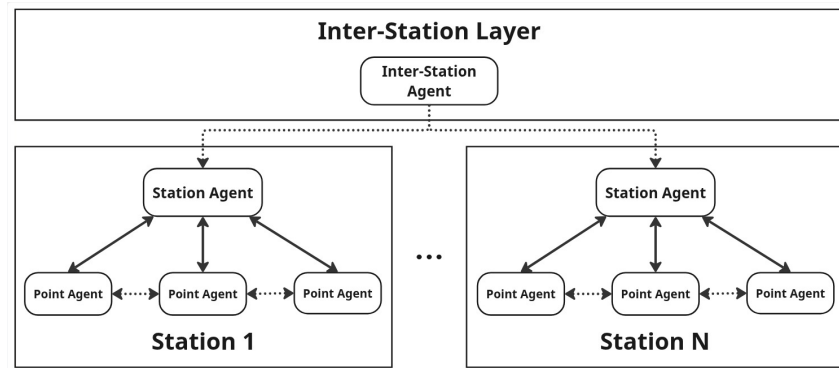 Inter-Station Layer
Inter-Station
Agent
Station Agent
Station Agent
...
Point Agent
Point Agent
Point Agent
Point Agent
Point Agent
Point Agent
Station 1
Station N